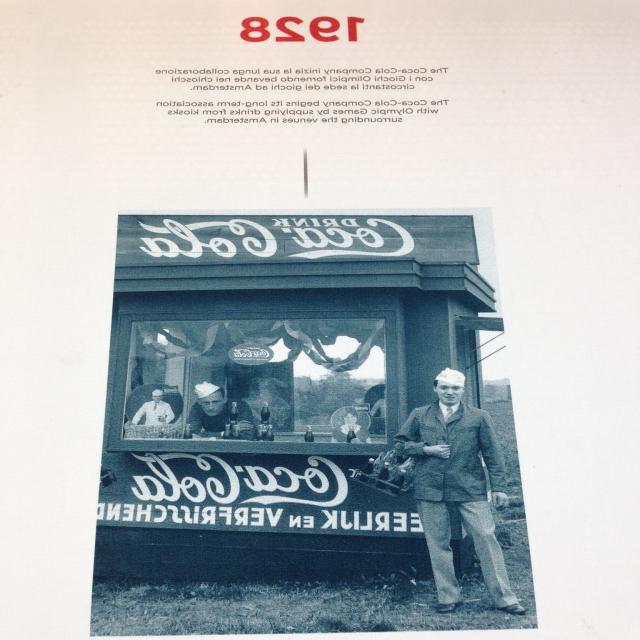 1928
The Coca-Cola Company inizia la sua lunga collaborazione
con i Giochi Olimpici fornendo bevande nei chioschi
circostanti la sede dei giochi ad Amsterdam.
The Coca-Cola Company begins its long-term association
with Olympic Games by supplying drinks from kiosks
surrounding the venues in Amsterdam.
DRINK
Coca-Cola
Coca-Cola
Coca-Cola
EERLIJK EN VERFRISSCHEND